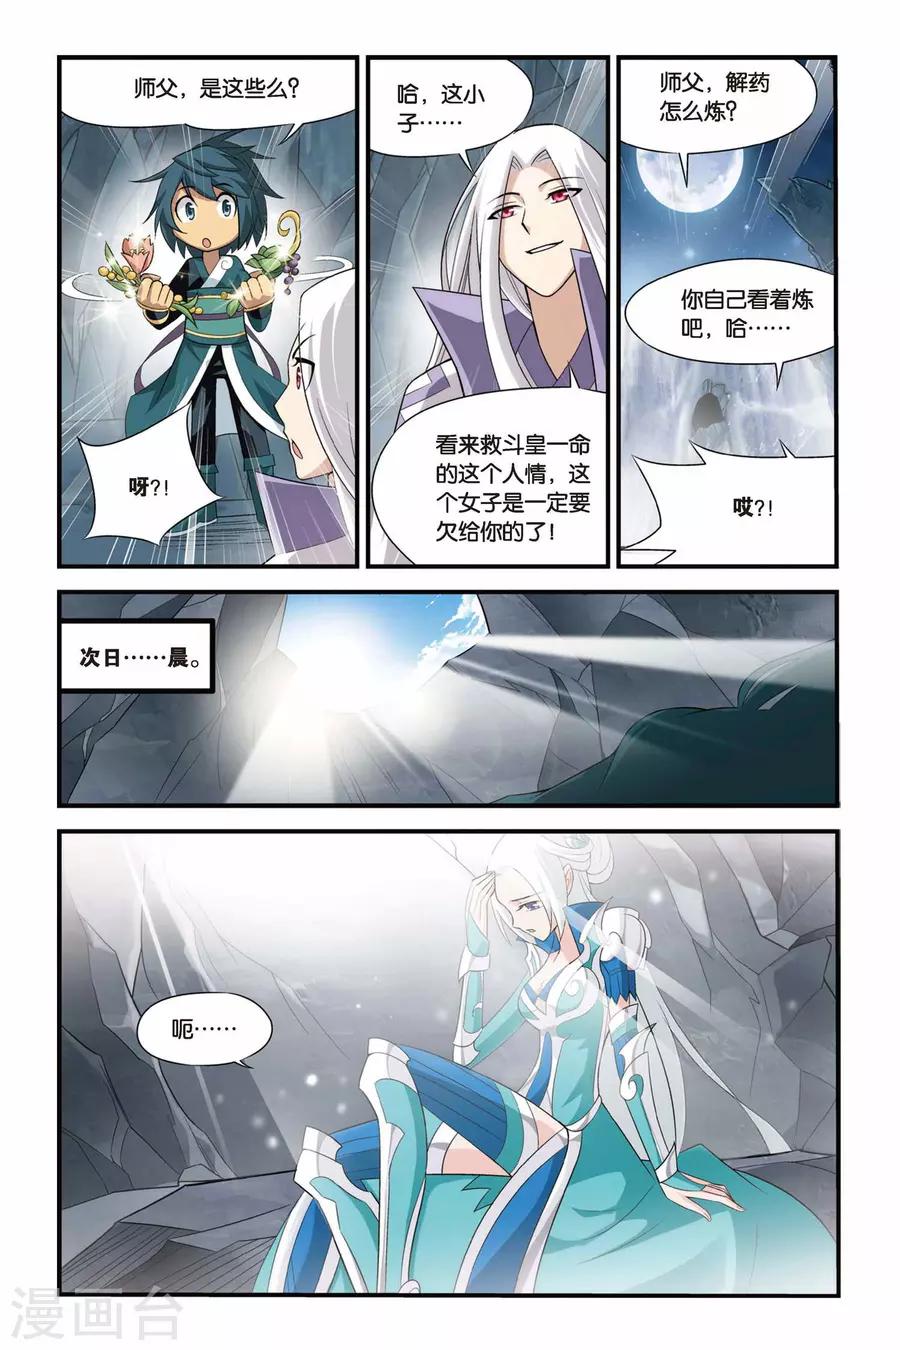 师父，是这些么？
呀？！
哈，这小
子……
看来救斗皇一命
的这个人情，这
个女子是一定要
欠给你的了！
师父，解药
怎么炼？
你自己看着炼
吧，哈……
哎？！
次日……晨。
呃……
漫画台